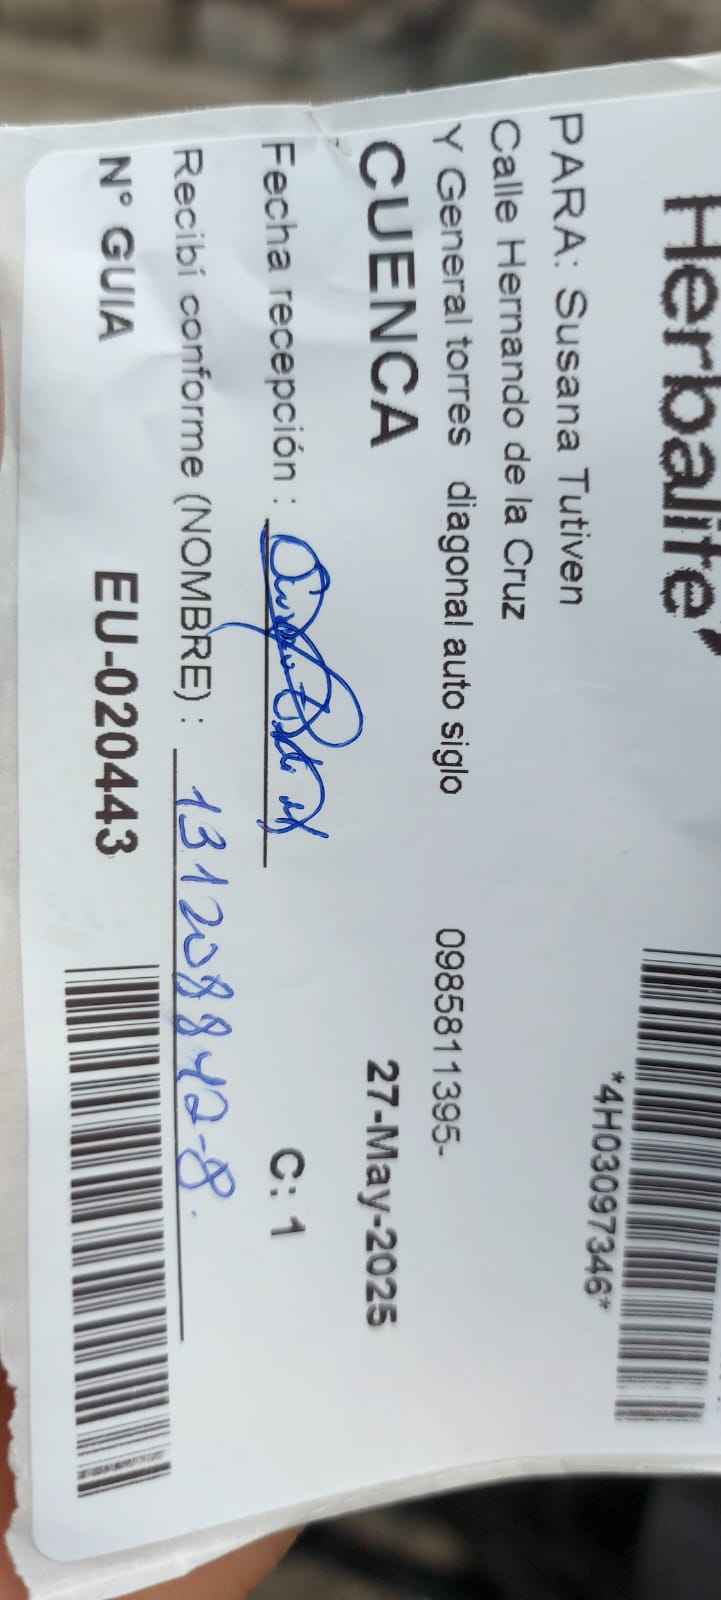 Herbalife
*4H03097346*
PARA: Susana Tutiven
Calle Hernando de la Cruz
Y General torres diagonal auto siglo 0985811395-
CUENCA 27-May-2025
Fecha recepción : C: 1
Recibí conforme (NOMBRE) : 131208842-8.
N° GUIA EU-020443